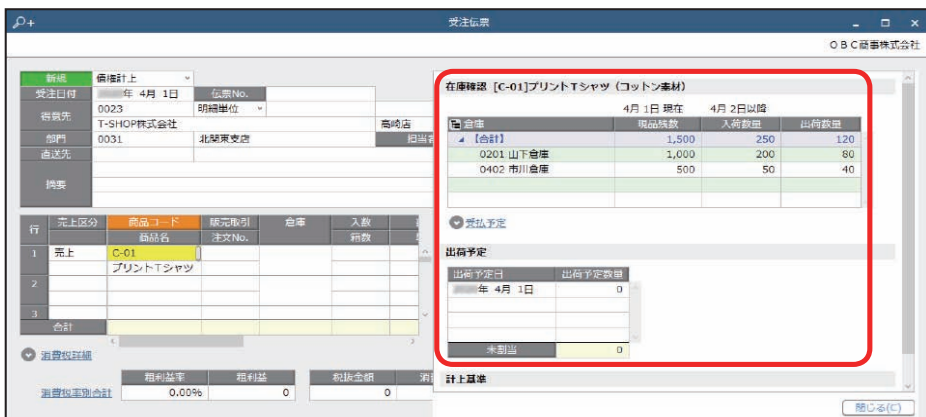 受注伝票
OBC商事株式会社
新規 債権計上
受注日付 年 4月 1日 伝票No.
得意先 0023 明細単位
T-SHOP株式会社 高崎店
部門 0031 北関東支店 担当者
直送先
摘要
行 売上区分 商品コード 販売取引 倉庫 入数
商品名 注文No. 箱数
1 売上 C-01
プリントTシャツ
2
3
合計
消費税詳細
粗利益率 粗利益 税抜金額 消
消費税率別合計 0.00% 0 0
在庫確認 [C-01]プリントTシャツ(コットン素材)
4月 1日 現在 4月 2日以降
倉庫 現品残数 入荷数量 出荷数量
【合計】 1,500 250 120
0201 山下倉庫 1,000 200 80
0402 市川倉庫 500 50 40
受払予定
出荷予定
出荷予定日 出荷予定数量
年 4月 1日 0
未割当 0
計上基準
閉じる(C)